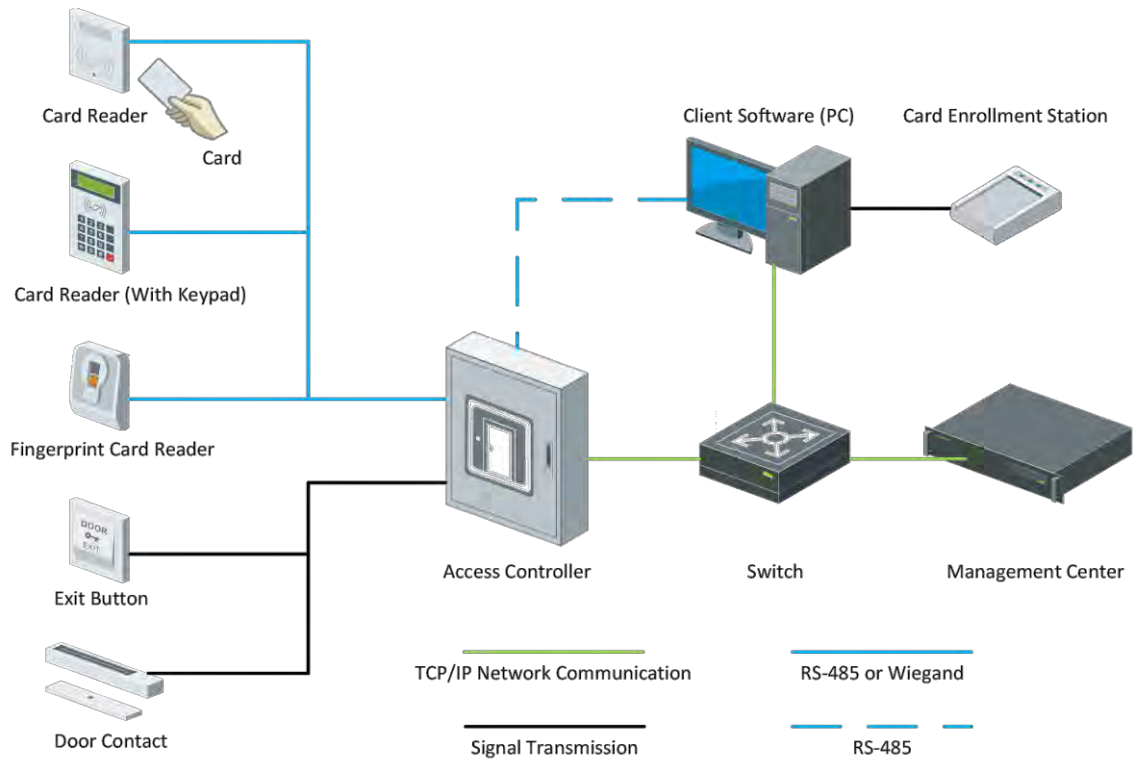 Card Reader
Card
Client Software (PC)
Card Enrollment Station
Card Reader (With Keypad)
Fingerprint Card Reader
DOOR
EXIT
Exit Button
Access Controller
Switch
Management Center
TCP/IP Network Communication
RS-485 or Wiegand
Door Contact
Signal Transmission
RS-485